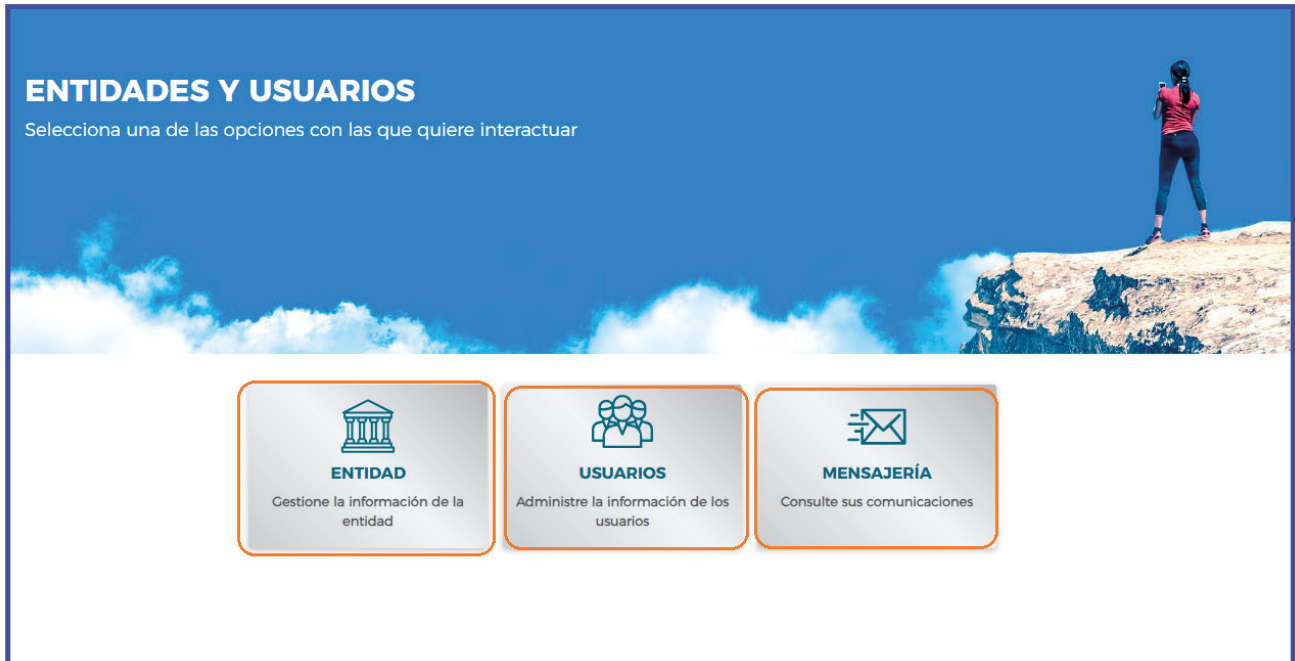 ENTIDADES Y USUARIOS
Selecciona una de las opciones con las que quiere interactuar
ENTIDAD
Gestione la información de la
entidad
USUARIOS
Administre la información de los
usuarios
MENSAJERÍA
Consulte sus comunicaciones